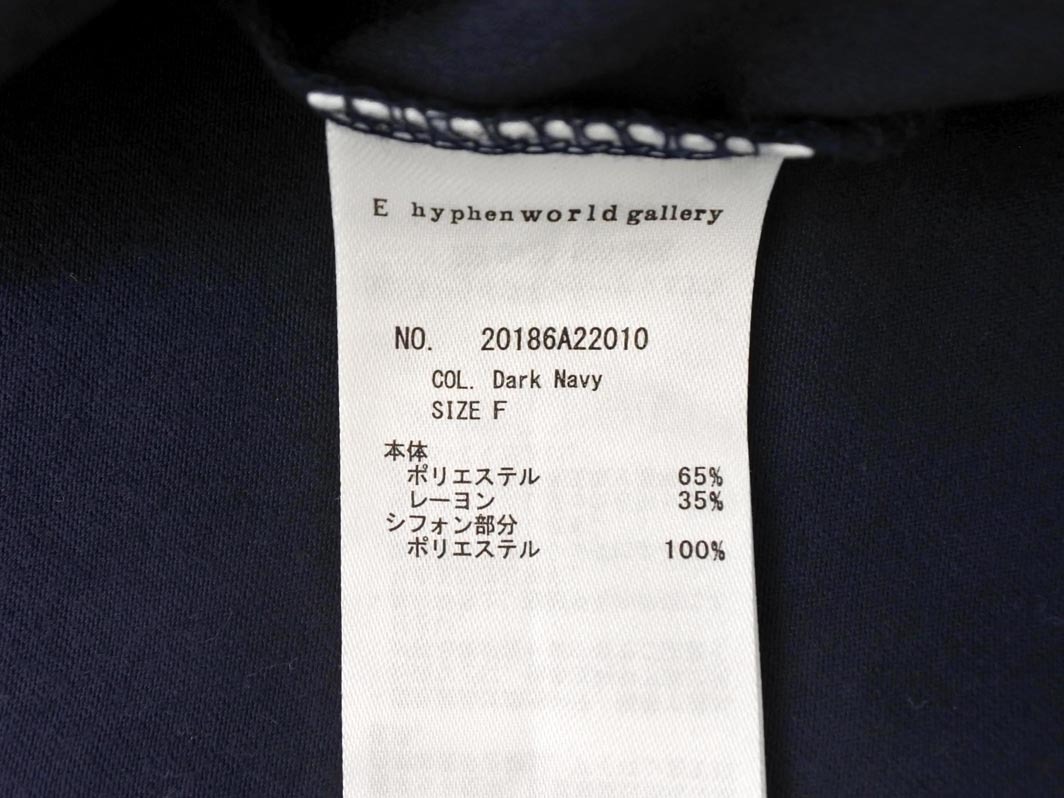 E hyphen world gallery
NO. 20186A22010
COL. Dark Navy
SIZE F
本体
ポリエステル 65%
レーヨン 35%
シフォン部分
ポリエステル 100%